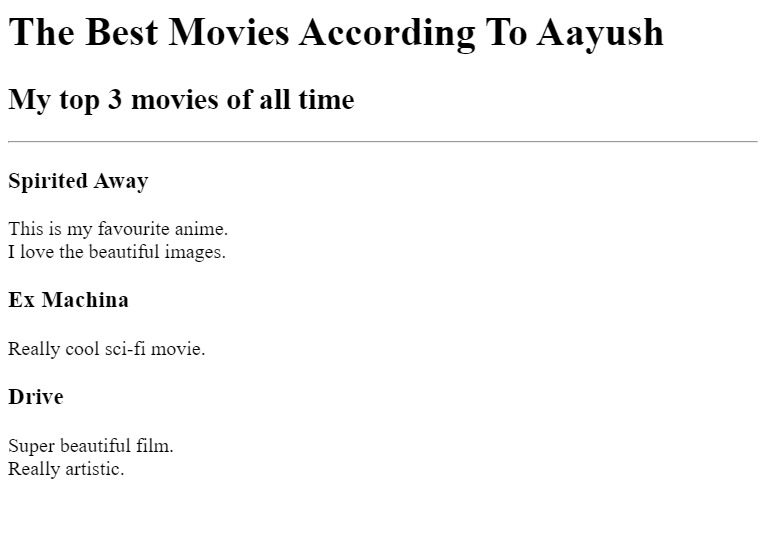 The Best Movies According To Aayush
My top 3 movies of all time
Spirited Away
This is my favourite anime.
I love the beautiful images.
Ex Machina
Really cool sci-fi movie.
Drive
Super beautiful film.
Really artistic.